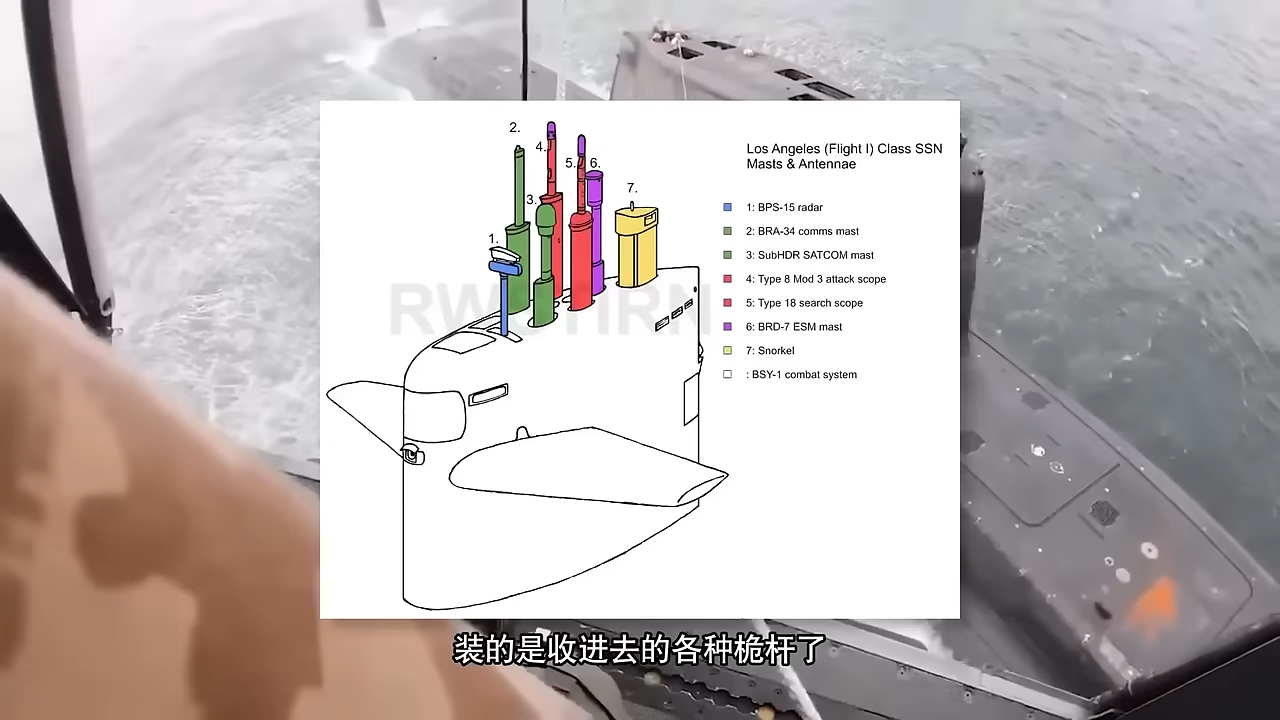 2.
4.
5.
6.
7.
3.
1.
Los Angeles (Flight I) Class SSN
Masts & Antennae
1: BPS-15 radar
2: BRA-34 comms mast
3: SubHDR SATCOM mast
4: Type 8 Mod 3 attack scope
5: Type 18 search scope
6: BRD-7 ESM mast
7: Snorkel
: BSY-1 combat system
装的是收进去的各种桅杆了